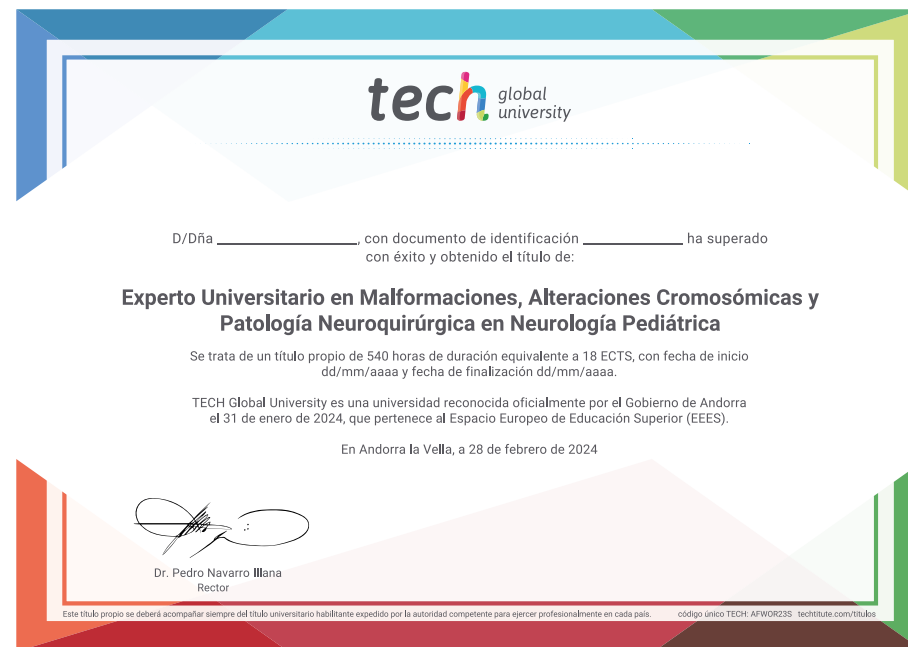 tech global university
D/Dña ____________________, con documento de identificación ______________ ha superado
con éxito y obtenido el título de:
Experto Universitario en Malformaciones, Alteraciones Cromosómicas y
Patología Neuroquirúrgica en Neurología Pediátrica
Se trata de un título propio de 540 horas de duración equivalente a 18 ECTS, con fecha de inicio
dd/mm/aaaa y fecha de finalización dd/mm/aaaa.
TECH Global University es una universidad reconocida oficialmente por el Gobierno de Andorra
el 31 de enero de 2024, que pertenece al Espacio Europeo de Educación Superior (EEES).
En Andorra la Vella, a 28 de febrero de 2024
Dr. Pedro Navarro Illana
Rector
Este título propio se deberá acompañar siempre del título universitario habilitante expedido por la autoridad competente para ejercer profesionalmente en cada país. código único TECH: AFWOR23S techtitute.com/titulos